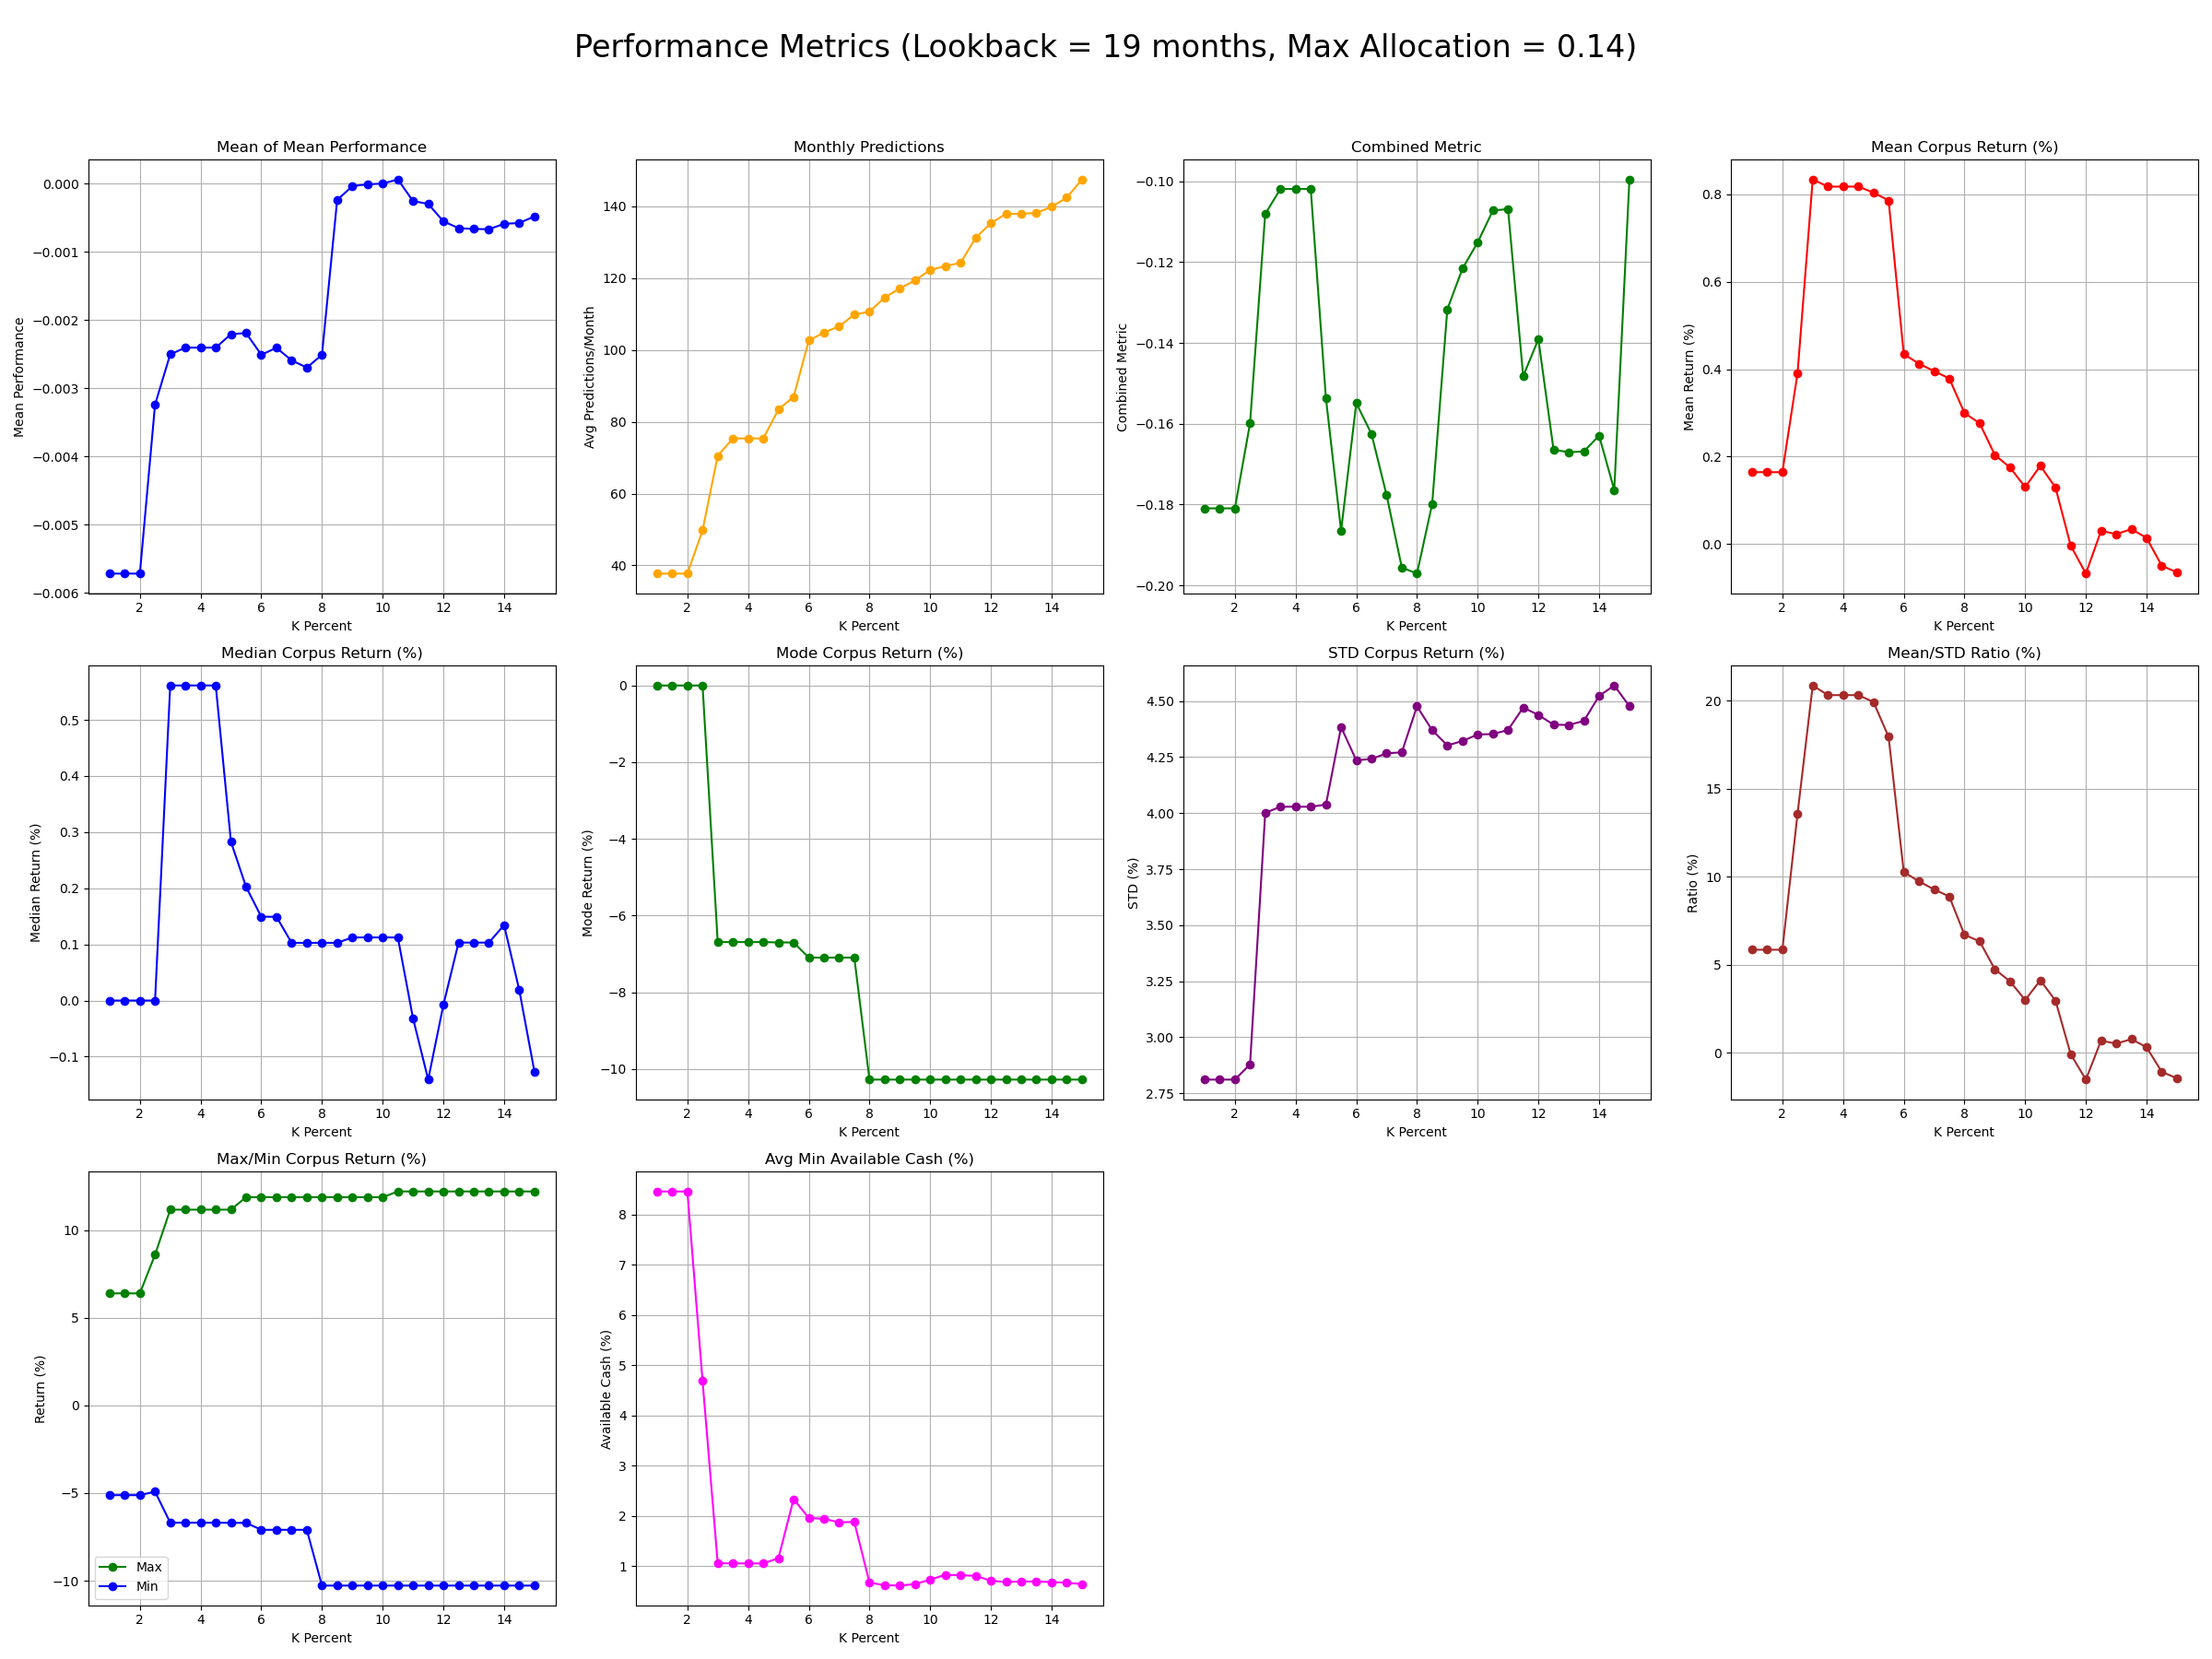 Performance Metrics (Lookback = 19 months, Max Allocation = 0.14)
Mean of Mean Performance
Mean Performance
0.000
−0.001
−0.002
−0.003
−0.004
−0.005
−0.006
2 4 6 8 10 12 14
K Percent
Monthly Predictions
Avg Predictions/Month
140
120
100
80
60
40
2 4 6 8 10 12 14
K Percent
Combined Metric
Combined Metric
−0.10
−0.12
−0.14
−0.16
−0.18
−0.20
2 4 6 8 10 12 14
K Percent
Mean Corpus Return (%)
Mean Return (%)
0.8
0.6
0.4
0.2
0.0
2 4 6 8 10 12 14
K Percent
Median Corpus Return (%)
Median Return (%)
0.5
0.4
0.3
0.2
0.1
0.0
−0.1
2 4 6 8 10 12 14
K Percent
Mode Corpus Return (%)
Mode Return (%)
0
−2
−4
−6
−8
−10
2 4 6 8 10 12 14
K Percent
STD Corpus Return (%)
STD (%)
4.50
4.25
4.00
3.75
3.50
3.25
3.00
2.75
2 4 6 8 10 12 14
K Percent
Mean/STD Ratio (%)
Ratio (%)
20
15
10
5
0
2 4 6 8 10 12 14
K Percent
Max/Min Corpus Return (%)
Return (%)
10
5
0
−5
−10
Max
Min
2 4 6 8 10 12 14
K Percent
Avg Min Available Cash (%)
Available Cash (%)
8
7
6
5
4
3
2
1
2 4 6 8 10 12 14
K Percent